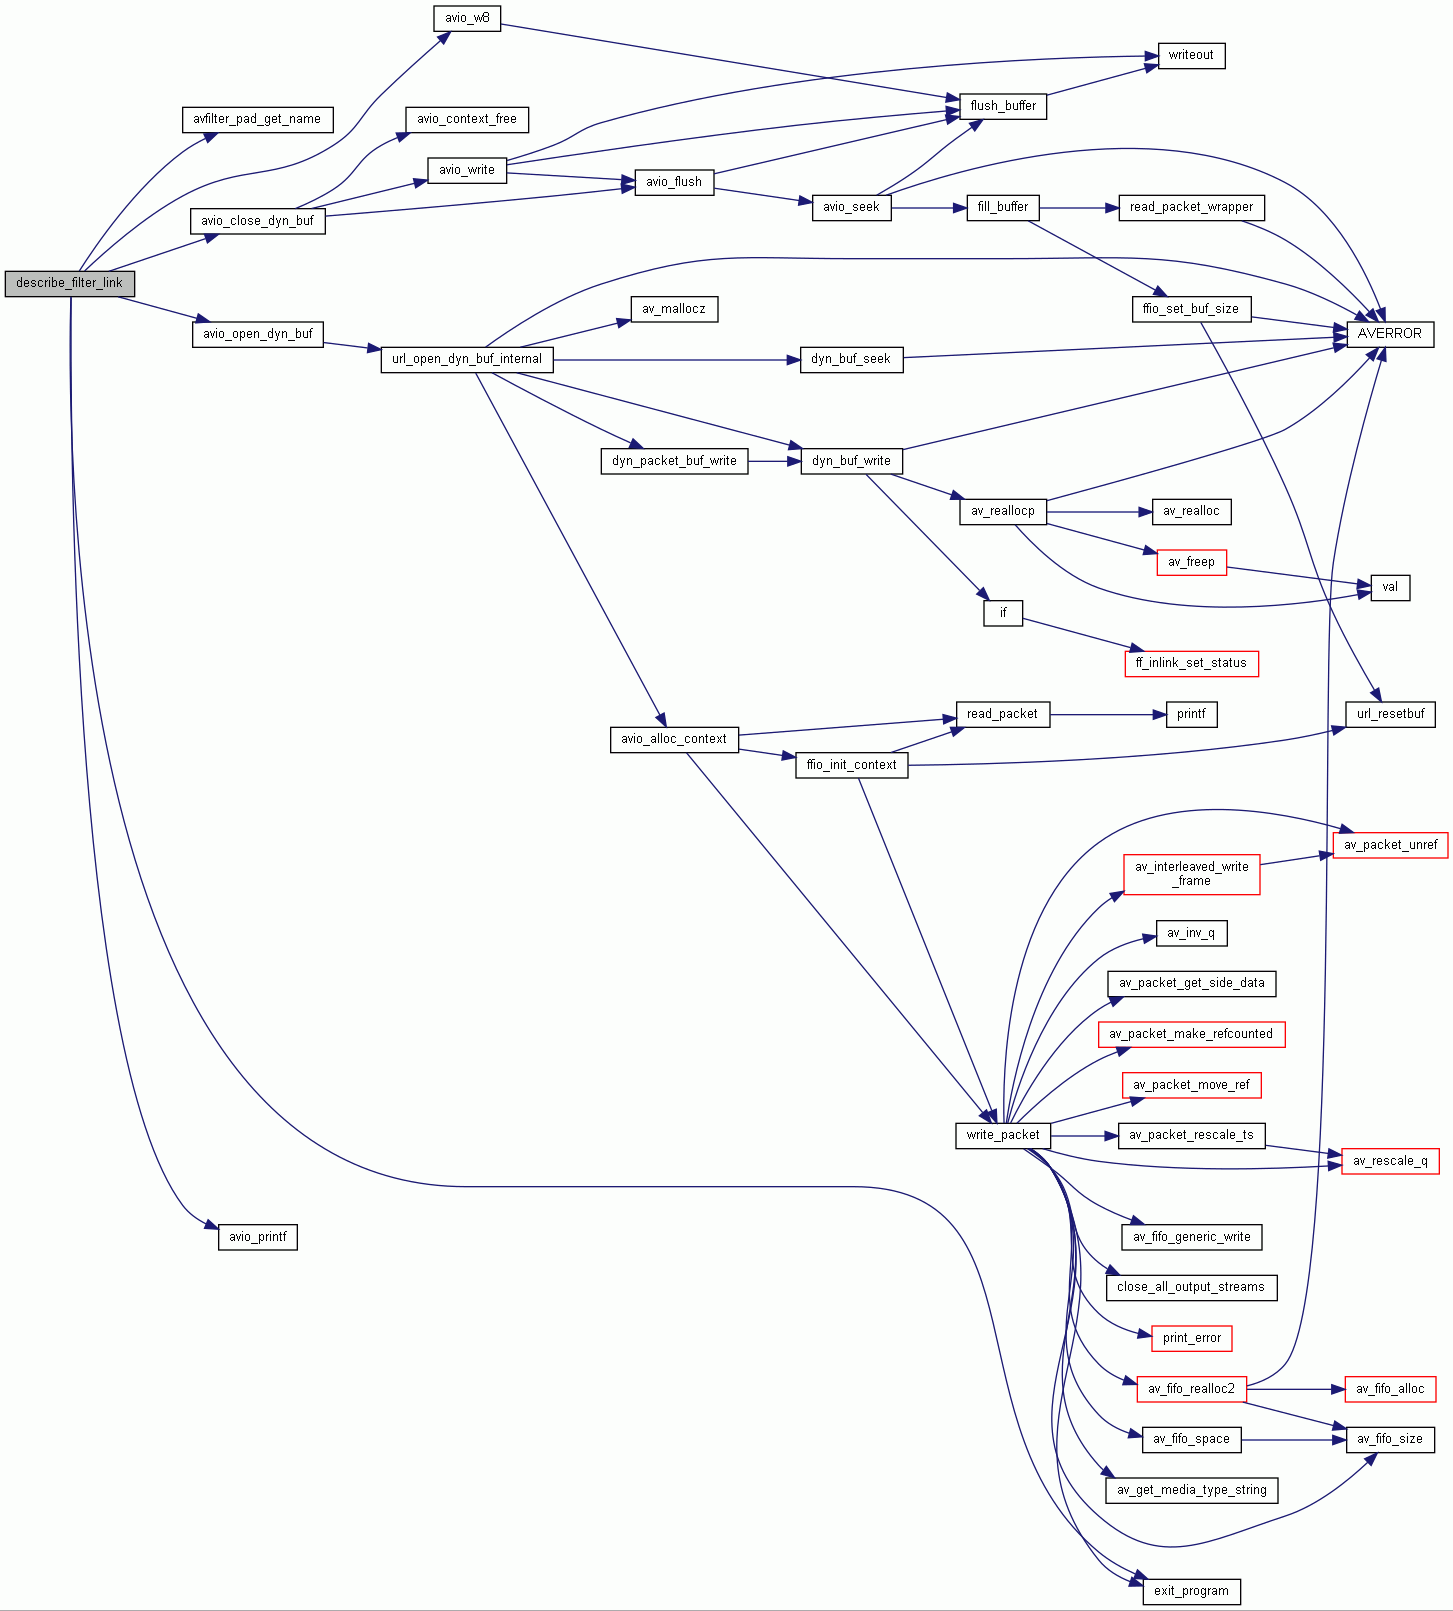 avio_w8
writeout
flush_buffer
avfilter_pad_get_name
avio_context_free
avio_write
avio_flush
avio_seek
fill_buffer
read_packet_wrapper
avio_close_dyn_buf
describe_filter_link
av_mallocz
ffio_set_buf_size
avio_open_dyn_buf
AVERROR
url_open_dyn_buf_internal
dyn_buf_seek
dyn_packet_buf_write
dyn_buf_write
av_reallocp
av_realloc
av_freep
val
if
ff_inlink_set_status
read_packet
printf
url_resetbuf
avio_alloc_context
ffio_init_context
av_packet_unref
av_interleaved_write
_frame
av_inv_q
av_packet_get_side_data
av_packet_make_refcounted
av_packet_move_ref
write_packet
av_packet_rescale_ts
av_rescale_q
avio_printf
av_fifo_generic_write
close_all_output_streams
print_error
av_fifo_realloc2
av_fifo_alloc
av_fifo_space
av_fifo_size
av_get_media_type_string
exit_program